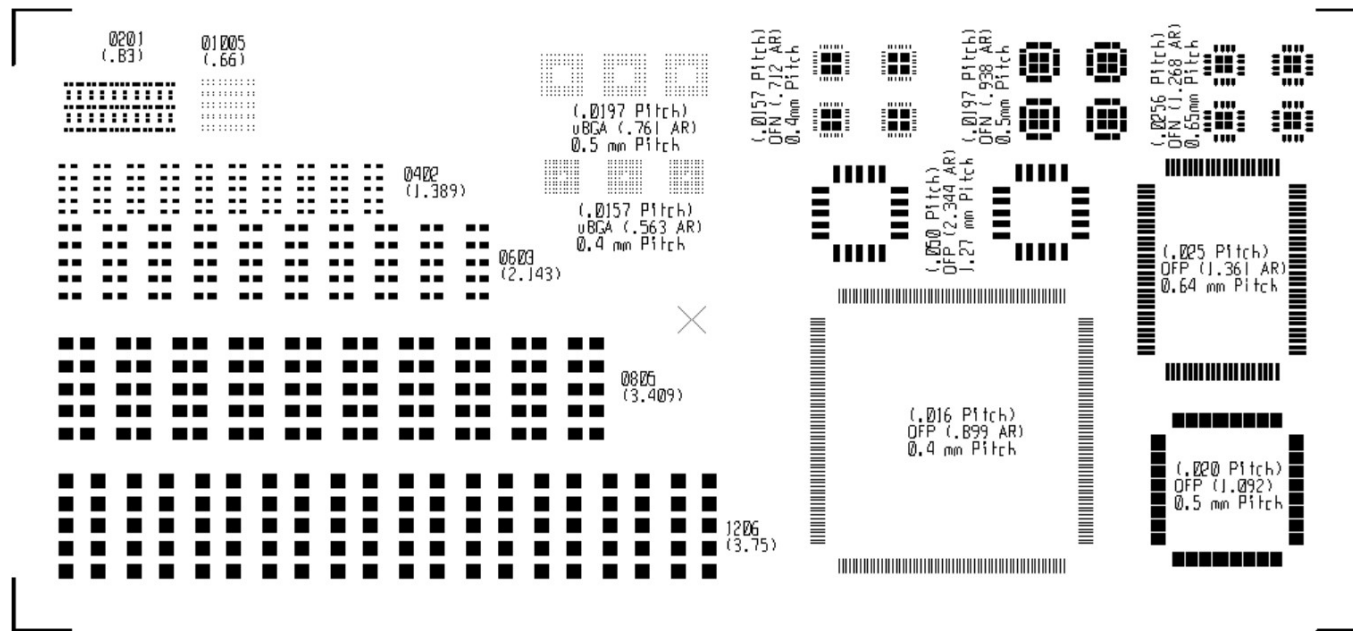 0201
(.83)
01005
(.66)
(.0197 Pitch)
uBGA (.761 AR)
0.5 mm Pitch
0402
(1.389)
(.0157 Pitch)
uBGA (.563 AR)
0.4 mm Pitch
0603
(2.143)
0805
(3.409)
1206
(3.75)
(.0157 Pitch)
QFN (.712 AR)
0.4mm Pitch
(.0197 Pitch)
QFN (.938 AR)
0.5mm Pitch
(.0256 Pitch)
QFN (1.268 AR)
0.65mm Pitch
(.050 Pitch)
QFP (2.344 AR)
1.27 mm Pitch
(.025 Pitch)
QFP (1.361 AR)
0.64 mm Pitch
(.016 Pitch)
QFP (.899 AR)
0.4 mm Pitch
(.020 Pitch)
QFP (1.092)
0.5 mm Pitch